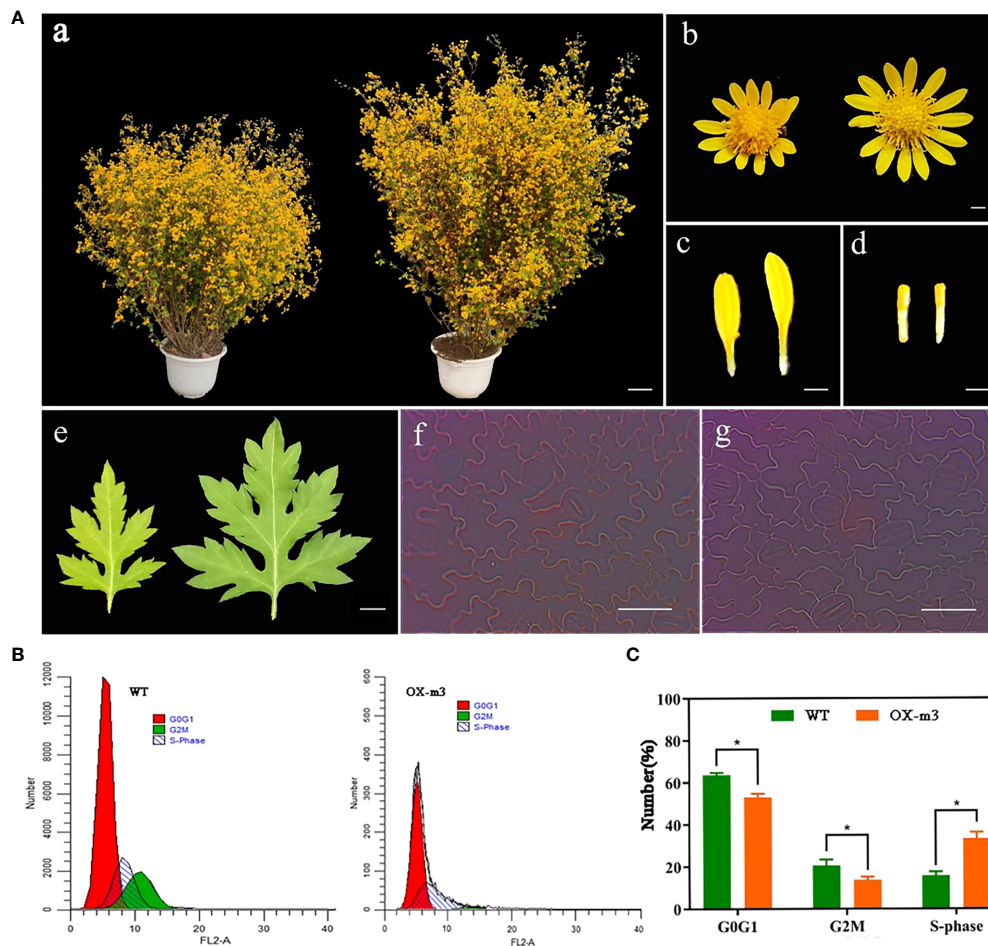 A
a
b
c
d
e
f
g
B
WT
G0G1
G2M
S-Phase
Number
12000
10000
8000
6000
4000
2000
0
0 10 20 30 40
FL2-A
OX-m3
G0G1
G2M
S-Phase
Number
600
500
400
300
200
100
0
0 10 20 30 40
FL2-A
C
WT OX-m3
Number(%)
100
80
60
40
20
0
* * *
G0G1 G2M S-phase